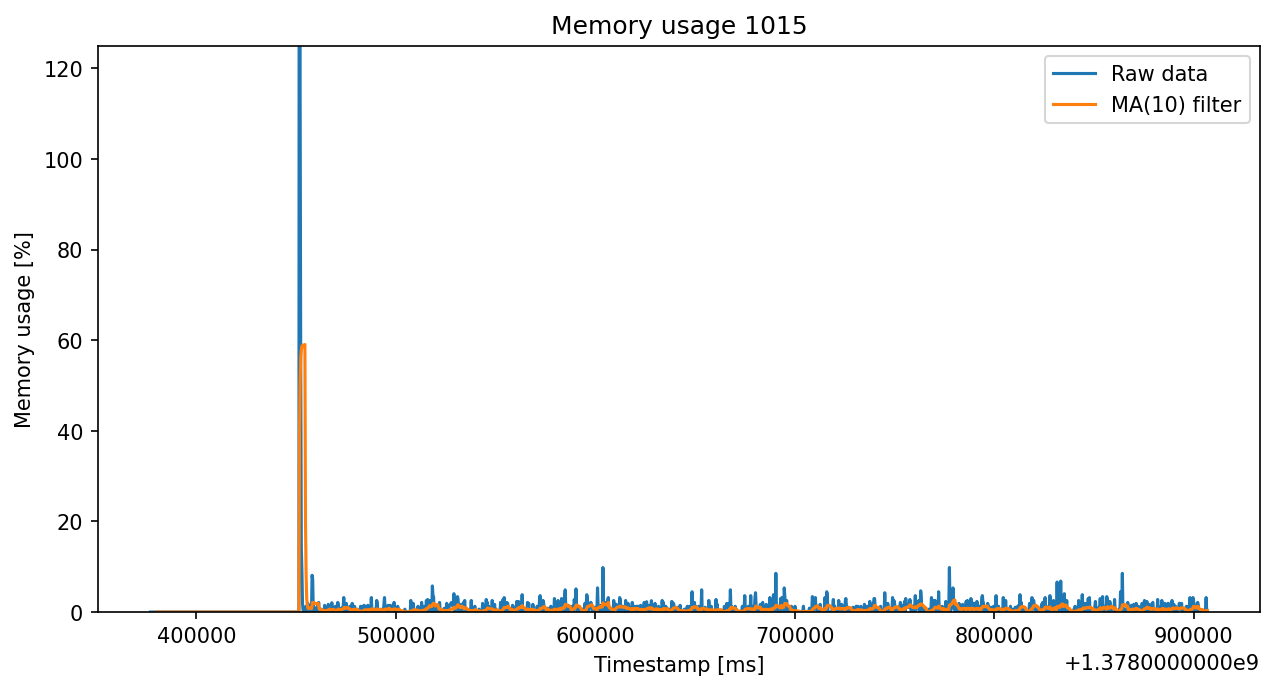 Memory usage 1015
Raw data
MA(10) filter
Memory usage [%]
120
100
80
60
40
20
0
400000 500000 600000 700000 800000 900000
Timestamp [ms]
+1.3780000000e9